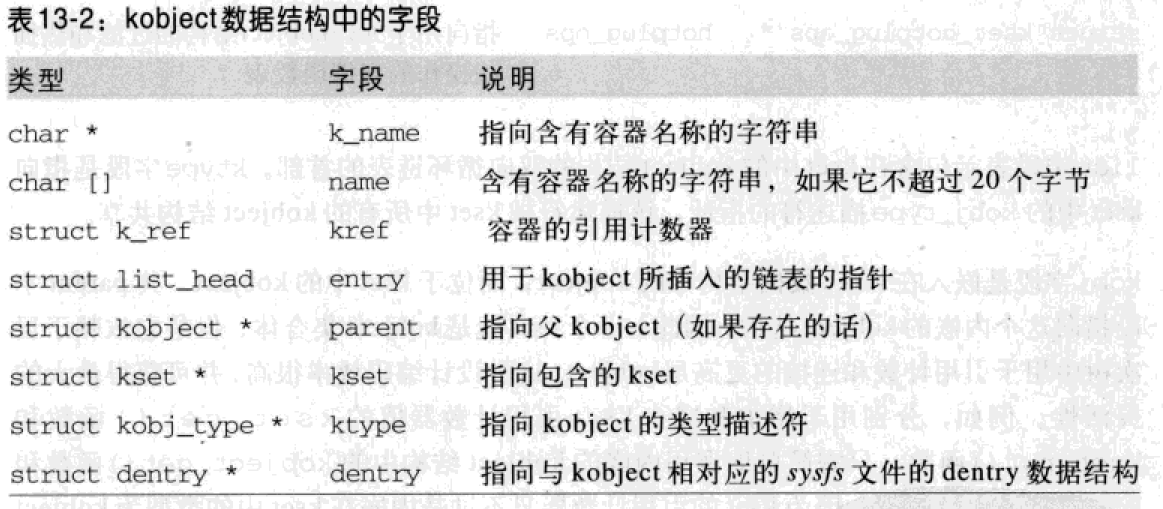 表13-2：kobject数据结构中的字段
类型 字段 说明
char * k_name 指向含有容器名称的字符串
char [] name 含有容器名称的字符串，如果它不超过 20 个字节
struct k_ref kref 容器的引用计数器
struct list_head entry 用于 kobject 所插入的链表的指针
struct kobject * parent 指向父 kobject（如果存在的话）
struct kset * kset 指向包含的 kset
struct kobj_type * ktype 指向 kobject 的类型描述符
struct dentry * dentry 指向与 kobject 相对应的 sysfs 文件的 dentry 数据结构